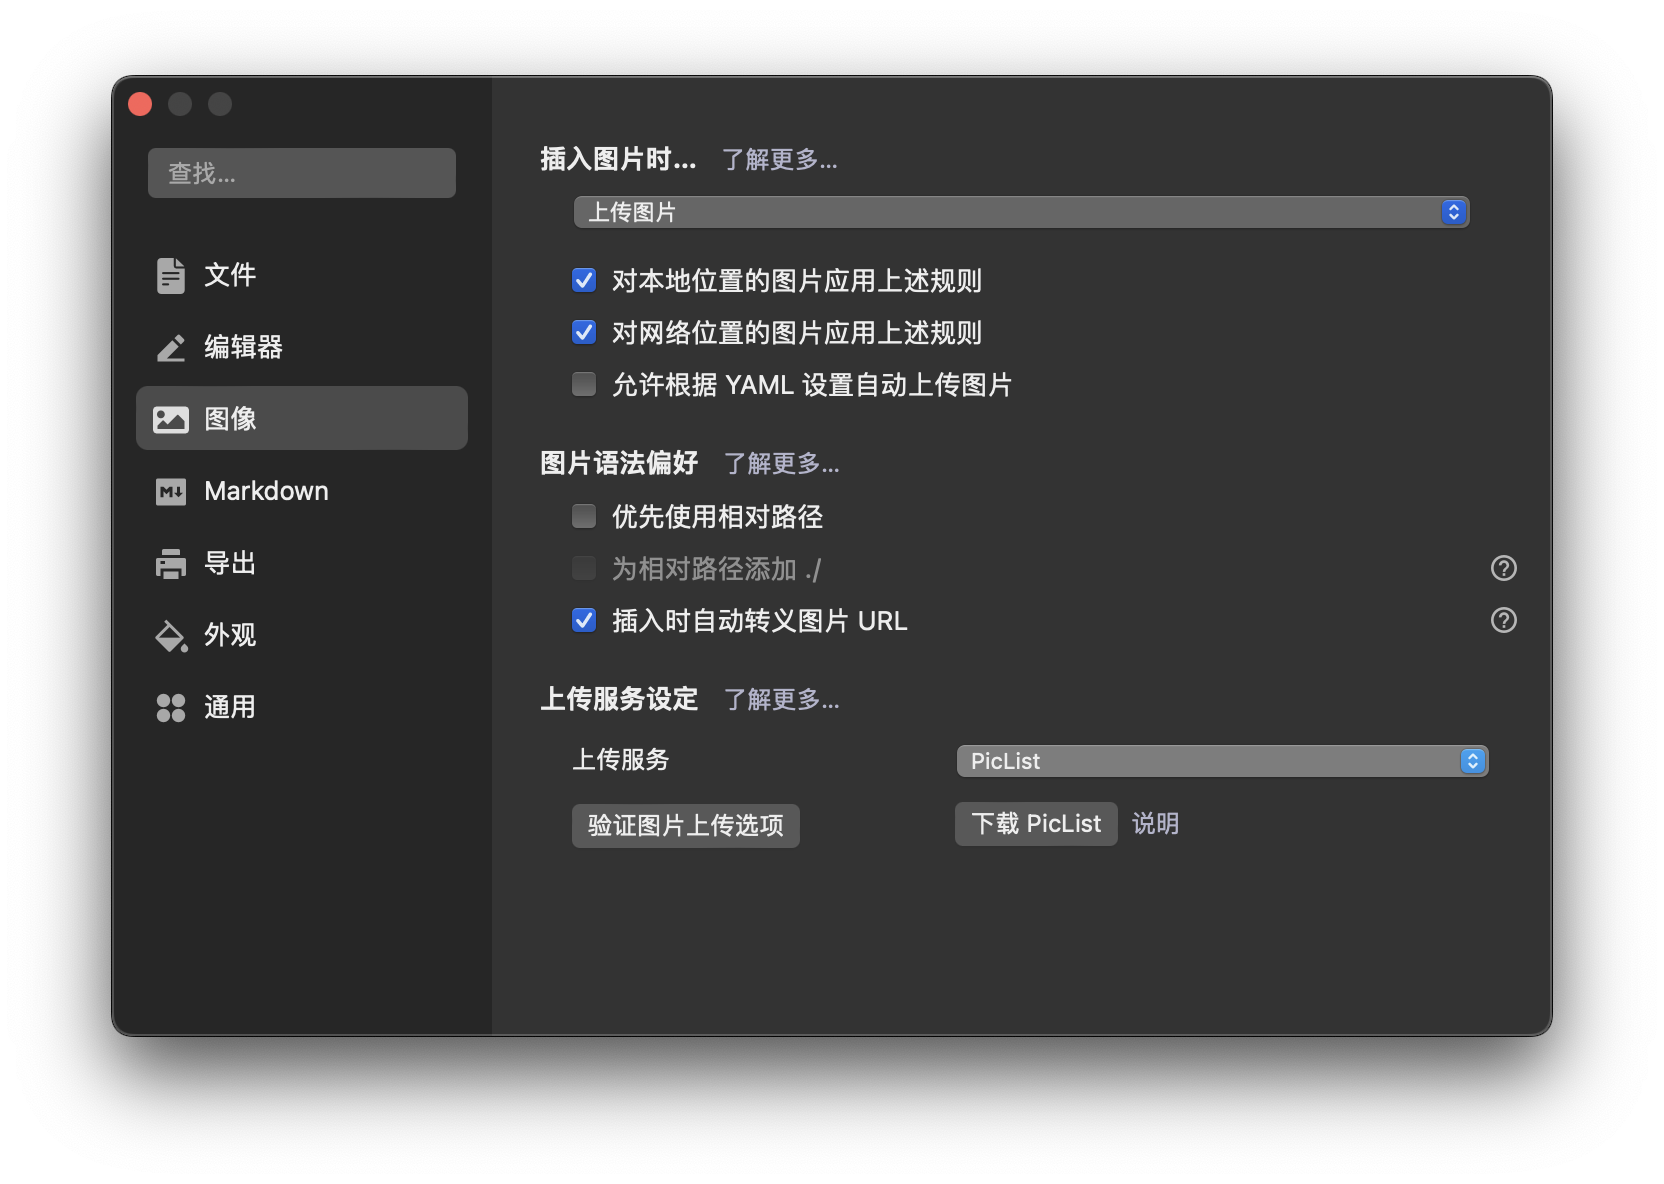 查找...
文件
编辑器
图像
M↓
Markdown
导出
外观
通用
插入图片时... 了解更多...
上传图片
对本地位置的图片应用上述规则
对网络位置的图片应用上述规则
允许根据 YAML 设置自动上传图片
图片语法偏好 了解更多...
优先使用相对路径
为相对路径添加 ./
?
插入时自动转义图片 URL
?
上传服务设定 了解更多...
上传服务 PicList
验证图片上传选项 下载 PicList 说明